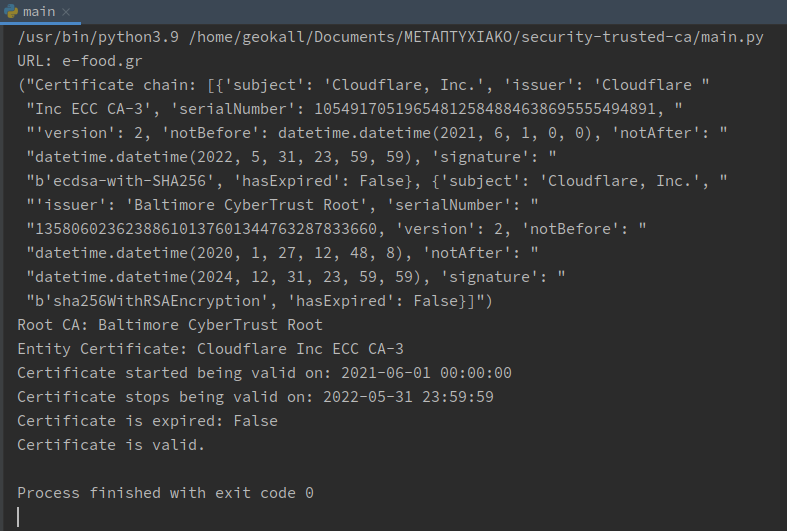 main
/usr/bin/python3.9 /home/geokall/Documents/ΜΕΤΑΠΤΥΧΙΑΚΟ/security-trusted-ca/main.py
URL: e-food.gr
("Certificate chain: [{'subject': 'Cloudflare, Inc.', 'issuer': 'Cloudflare "
"Inc ECC CA-3', 'serialNumber': 10549170519654812584884638695555494891, "
"'version': 2, 'notBefore': datetime.datetime(2021, 6, 1, 0, 0), 'notAfter': "
"datetime.datetime(2022, 5, 31, 23, 59, 59), 'signature': "
"b'ecdsa-with-SHA256', 'hasExpired': False}, {'subject': 'Cloudflare, Inc.', "
"'issuer': 'Baltimore CyberTrust Root', 'serialNumber': "
"13580602362388610137601344763287833660, 'version': 2, 'notBefore': "
"datetime.datetime(2020, 1, 27, 12, 48, 8), 'notAfter': "
"datetime.datetime(2024, 12, 31, 23, 59, 59), 'signature': "
"b'sha256WithRSAEncryption', 'hasExpired': False}]")
Root CA: Baltimore CyberTrust Root
Entity Certificate: Cloudflare Inc ECC CA-3
Certificate started being valid on: 2021-06-01 00:00:00
Certificate stops being valid on: 2022-05-31 23:59:59
Certificate is expired: False
Certificate is valid.
Process finished with exit code 0